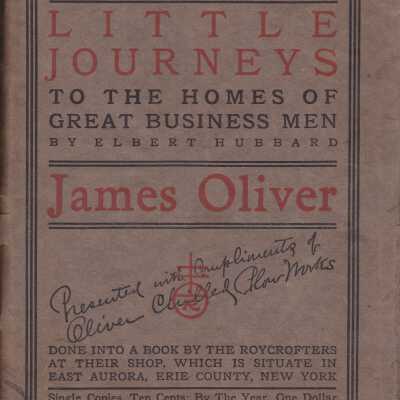 LITTLE
JOURNEYS
TO THE HOMES OF
GREAT BUSINESS MEN
BY ELBERT HUBBARD
James Oliver
Presented with Compliments of
Oliver Chilled Plow Works
DONE INTO A BOOK BY THE ROYCROFTERS
AT THEIR SHOP, WHICH IS SITUATE IN
EAST AURORA, ERIE COUNTY, NEW YORK
Single Copies, Ten Cents: By The Year, One Dollar